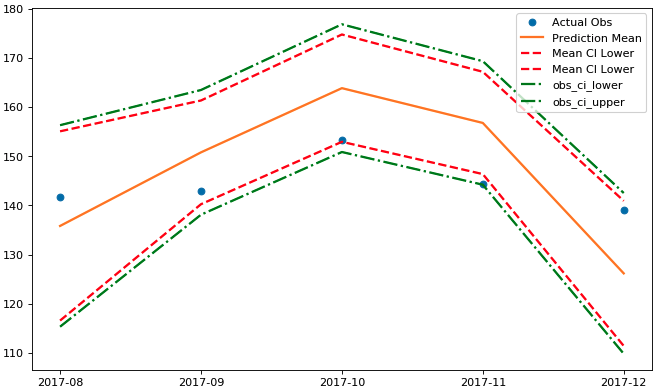 180
170
160
150
140
130
120
110
2017-08
2017-09
2017-10
2017-11
2017-12
Actual Obs
Prediction Mean
Mean CI Lower
Mean CI Lower
obs_ci_lower
obs_ci_upper